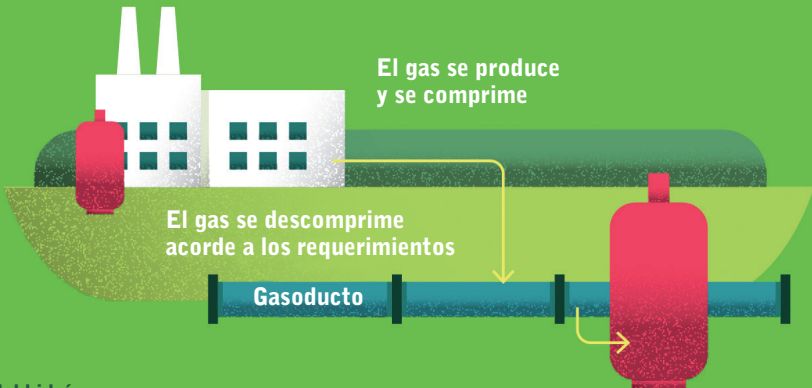 El gas se produce
y se comprime
El gas se descomprime
acorde a los requerimientos
Gasoducto